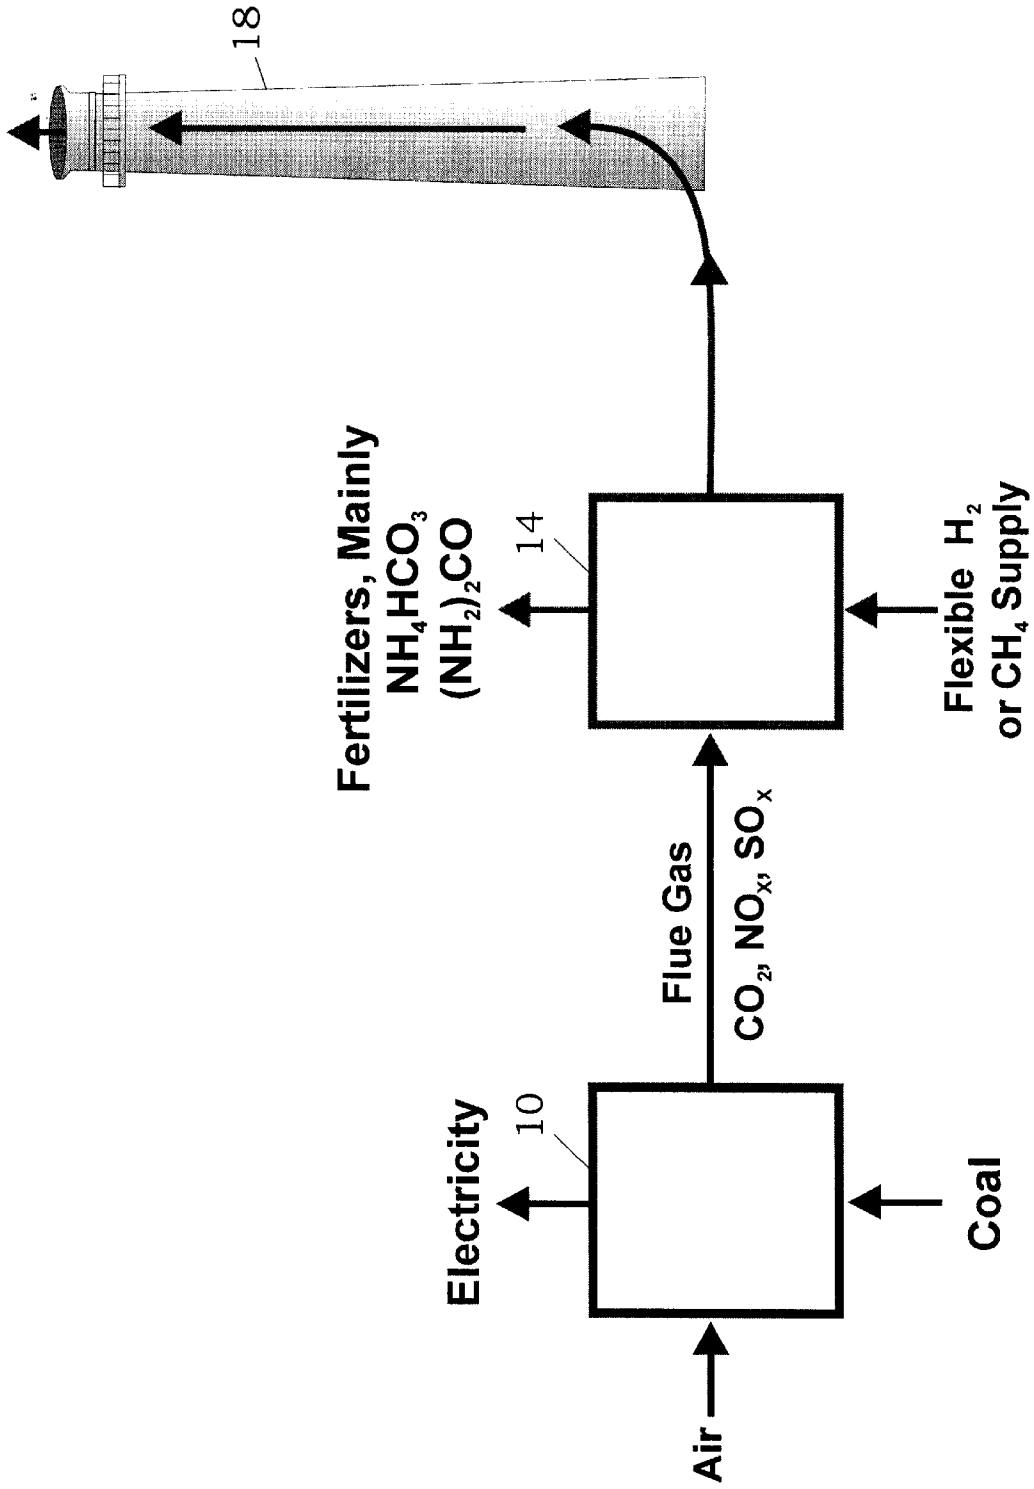 18
Fertilizers, Mainly
NH₄HCO₃
(NH₂)₂CO
14
Electricity
10
Flue Gas
CO₂, NOₓ, SOₓ
Air
Coal
Flexible H₂
or CH₄ Supply